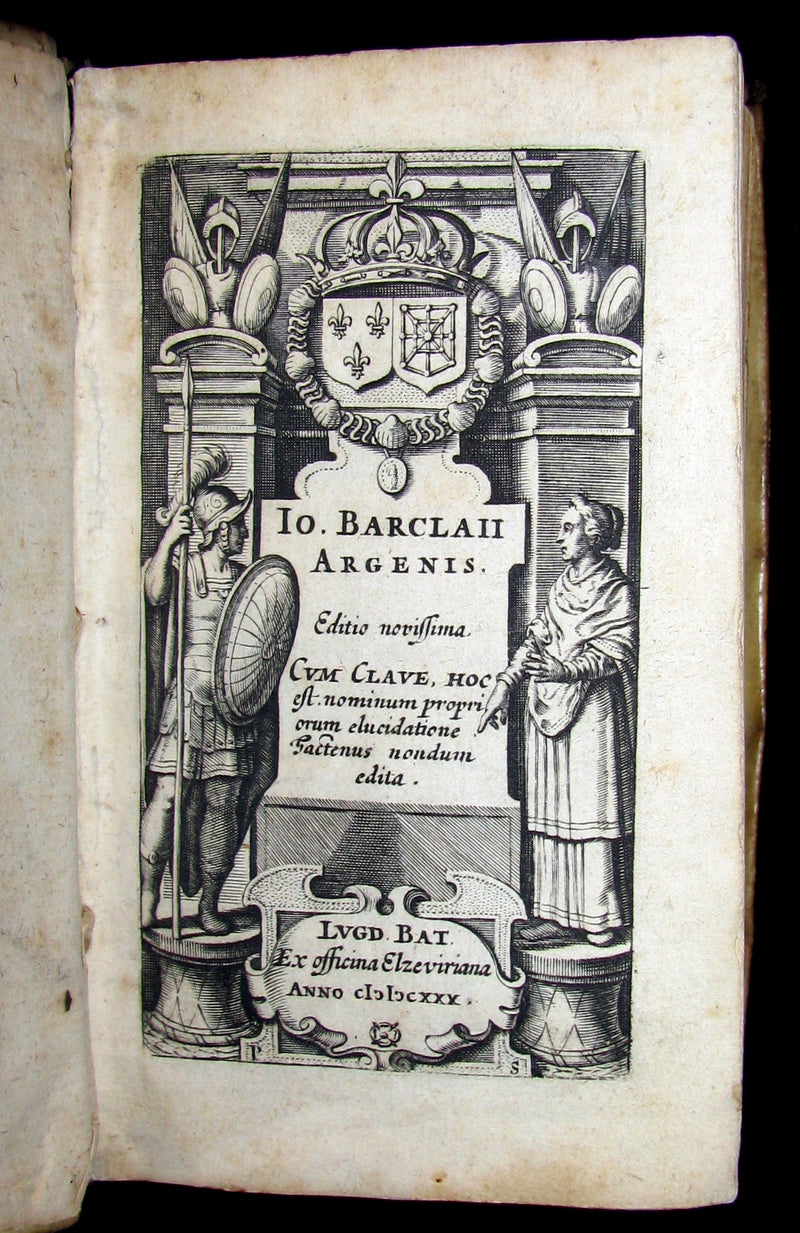 IO. BARCLAII
ARGENIS.
Editio novissima
CVM CLAVE, HOC
est. nominum propri
orum elucidatione
hactenus nondum
edita.
LVGD. BAT.
Ex officina Elzeviriana
ANNO cIↄIↄcxxx.
P S